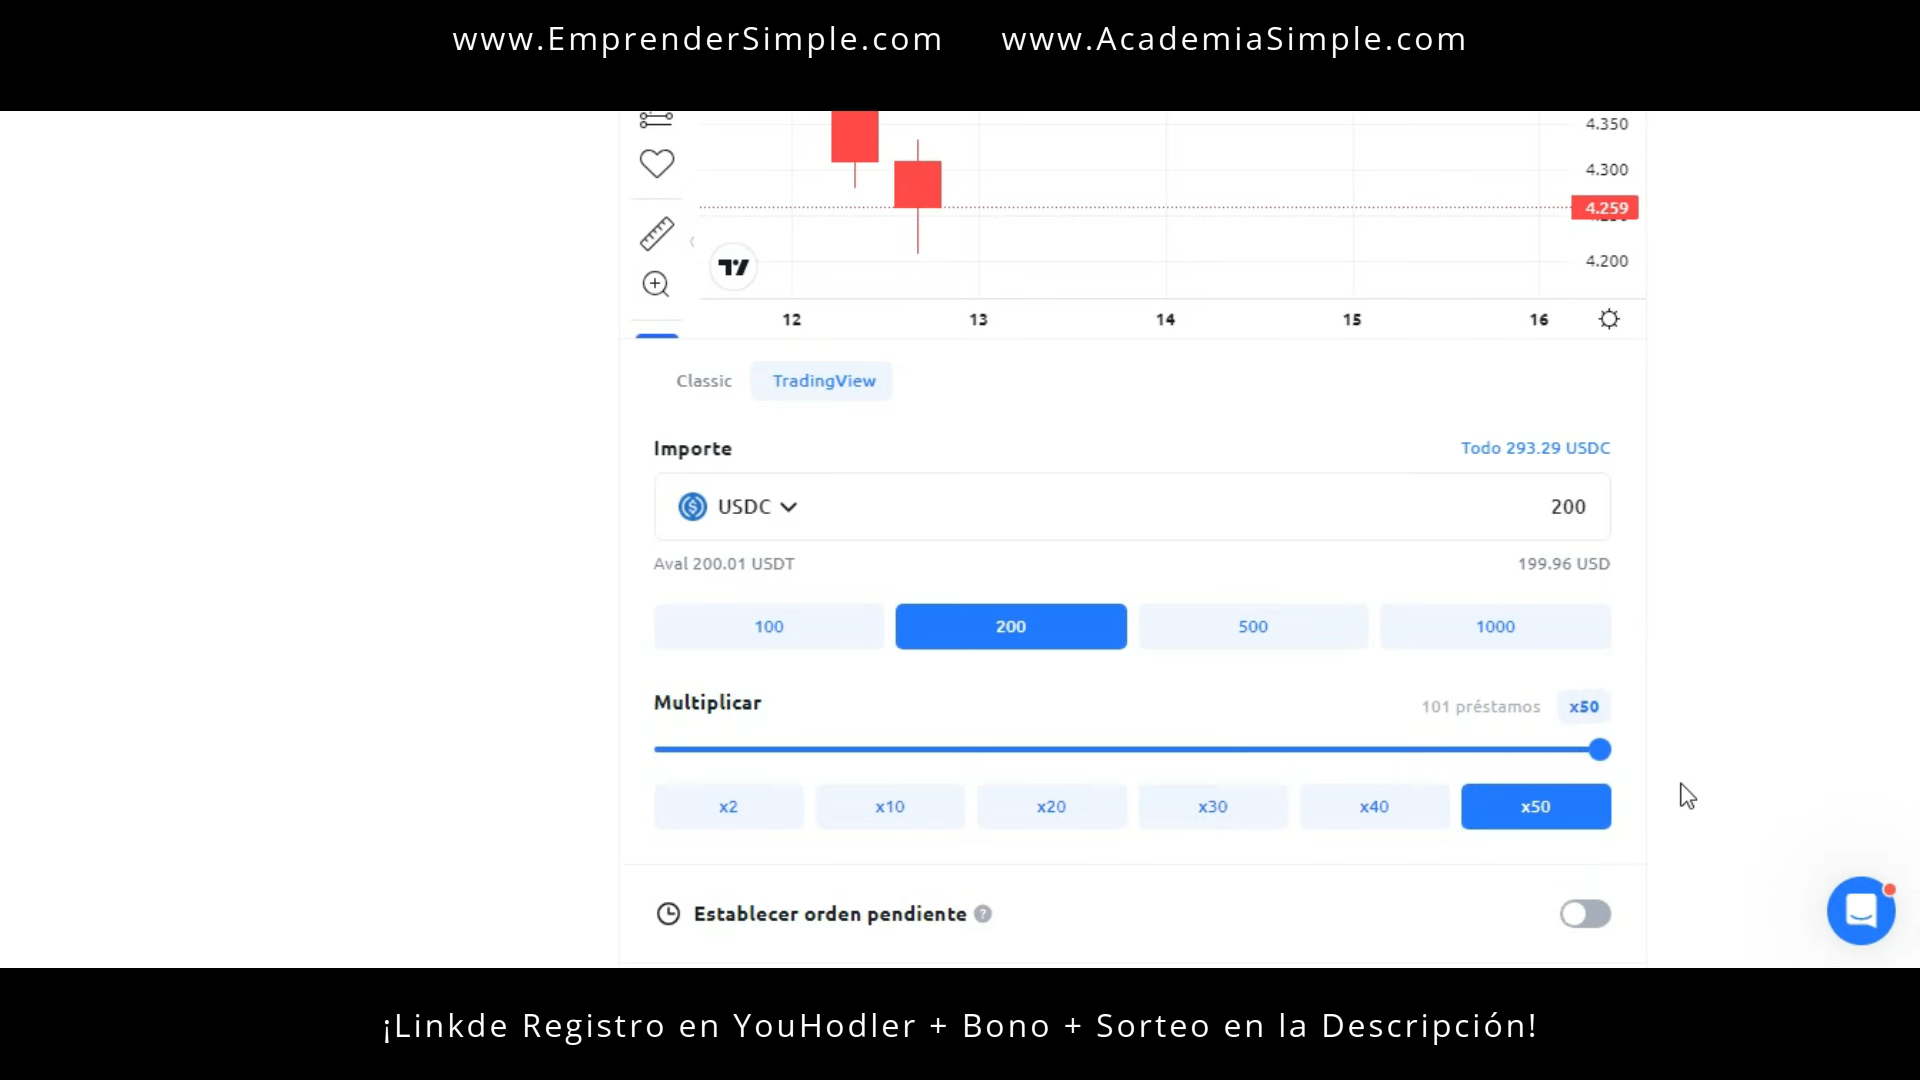 www.EmprenderSimple.com www.AcademiaSimple.com
4.350
4.300
4.259
4.200
12 13 14 15 16
Classic TradingView
Importe Todo 293.29 USDC
USDC 200
Aval 200.01 USDT 199.96 USD
100 200 500 1000
Multiplicar 101 préstamos x50
x2 x10 x20 x30 x40 x50
Establecer orden pendiente ?
¡Linkde Registro en YouHodler + Bono + Sorteo en la Descripción!